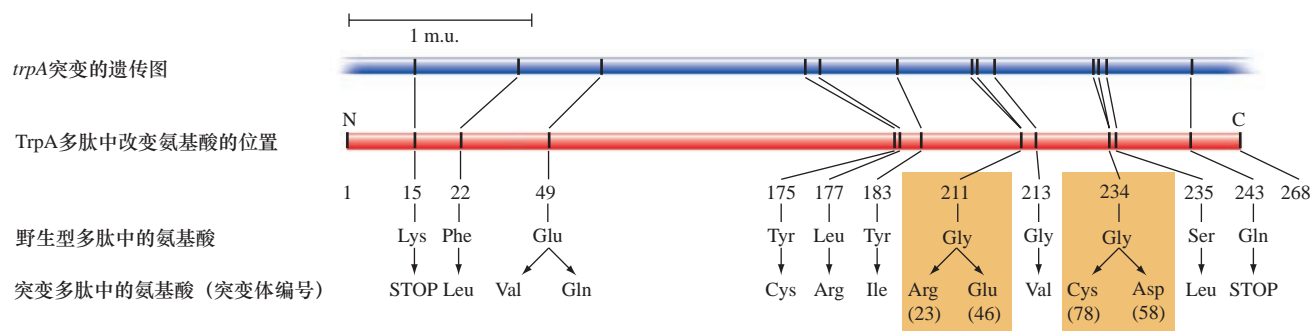 1 m.u.
trpA突变的遗传图
N C
TrpA多肽中改变氨基酸的位置
1 15 22 49 175 177 183 211 213 234 235 243 268
野生型多肽中的氨基酸 Lys Phe Glu Tyr Leu Tyr Gly Gly Gly Ser Gln
突变多肽中的氨基酸（突变体编号） STOP Leu Val Gln Cys Arg Ile Arg Glu Val Cys Asp Leu STOP
(23) (46) (78) (58)